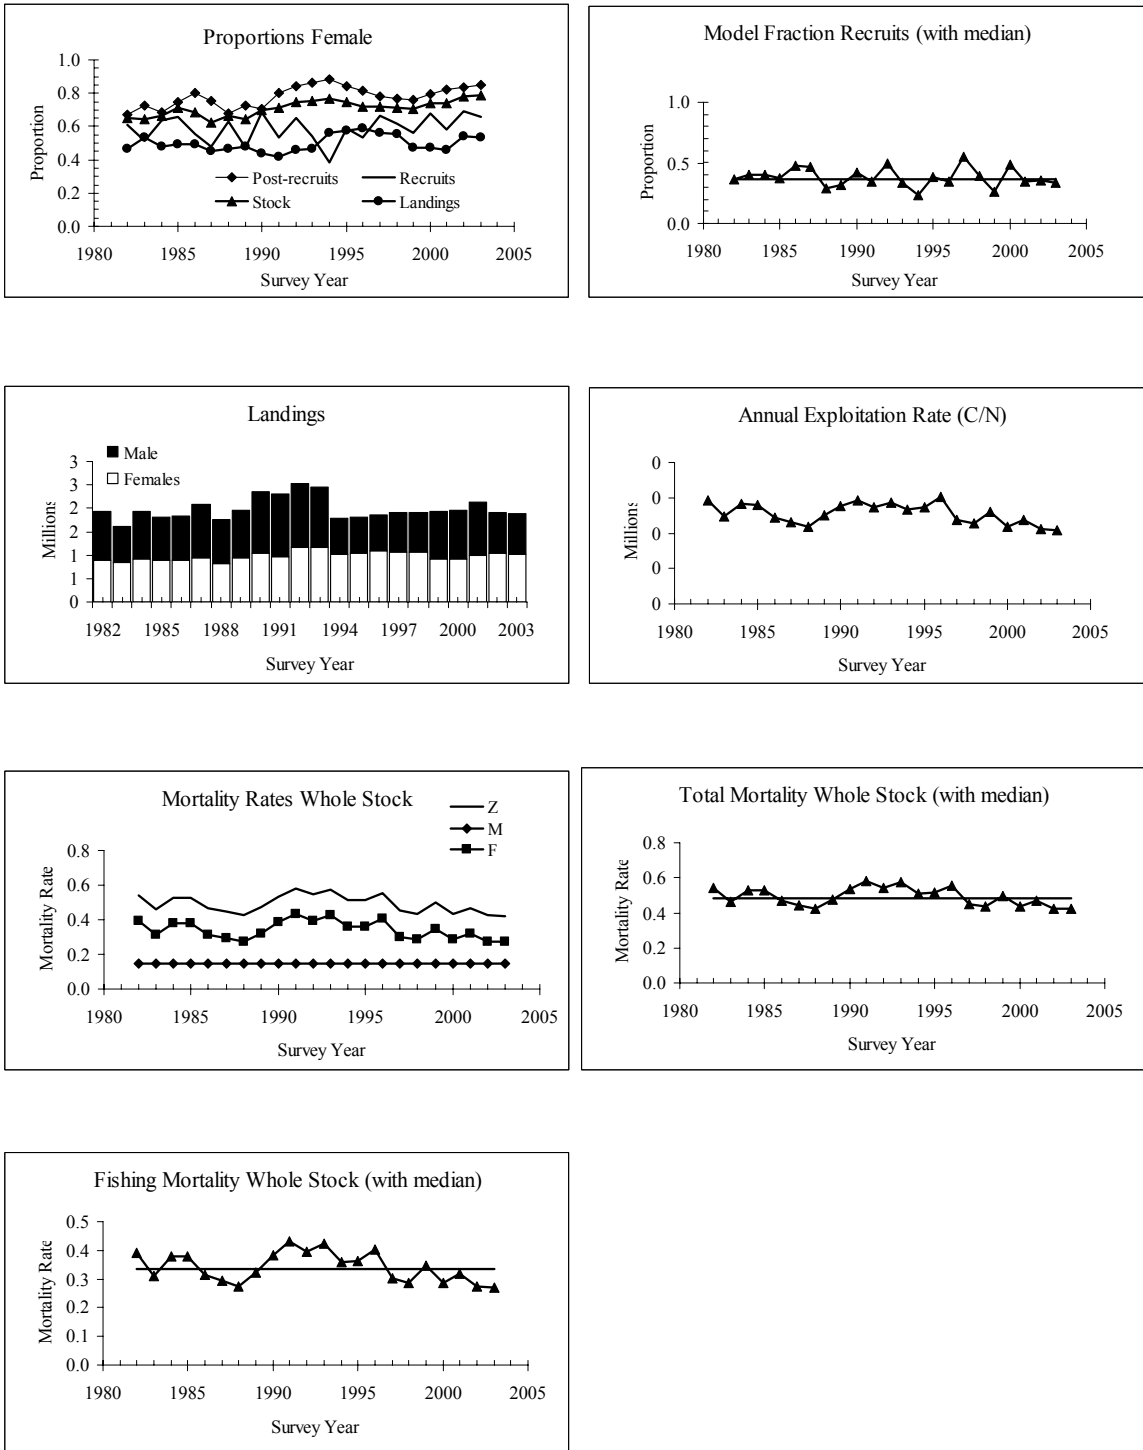 Proportions Female
1.0
0.8
0.6
0.4
0.2
0.0
Proportion
Post-recruits
Recruits
Stock
Landings
1980 1985 1990 1995 2000 2005
Survey Year
Model Fraction Recruits (with median)
1.0
0.5
0.0
Proportion
1980 1985 1990 1995 2000 2005
Survey Year
Landings
Male
Females
3
3
2
2
1
1
0
Millions
1982 1985 1988 1991 1994 1997 2000 2003
Survey Year
Annual Exploitation Rate (C/N)
0
0
0
0
0
Millions
1980 1985 1990 1995 2000 2005
Survey Year
Mortality Rates Whole Stock
Z
M
F
0.8
0.6
0.4
0.2
0.0
Mortality Rate
1980 1985 1990 1995 2000 2005
Survey Year
Total Mortality Whole Stock (with median)
0.8
0.6
0.4
0.2
0.0
Mortality Rate
1980 1985 1990 1995 2000 2005
Survey Year
Fishing Mortality Whole Stock (with median)
0.5
0.4
0.3
0.2
0.1
0.0
Mortality Rate
1980 1985 1990 1995 2000 2005
Survey Year